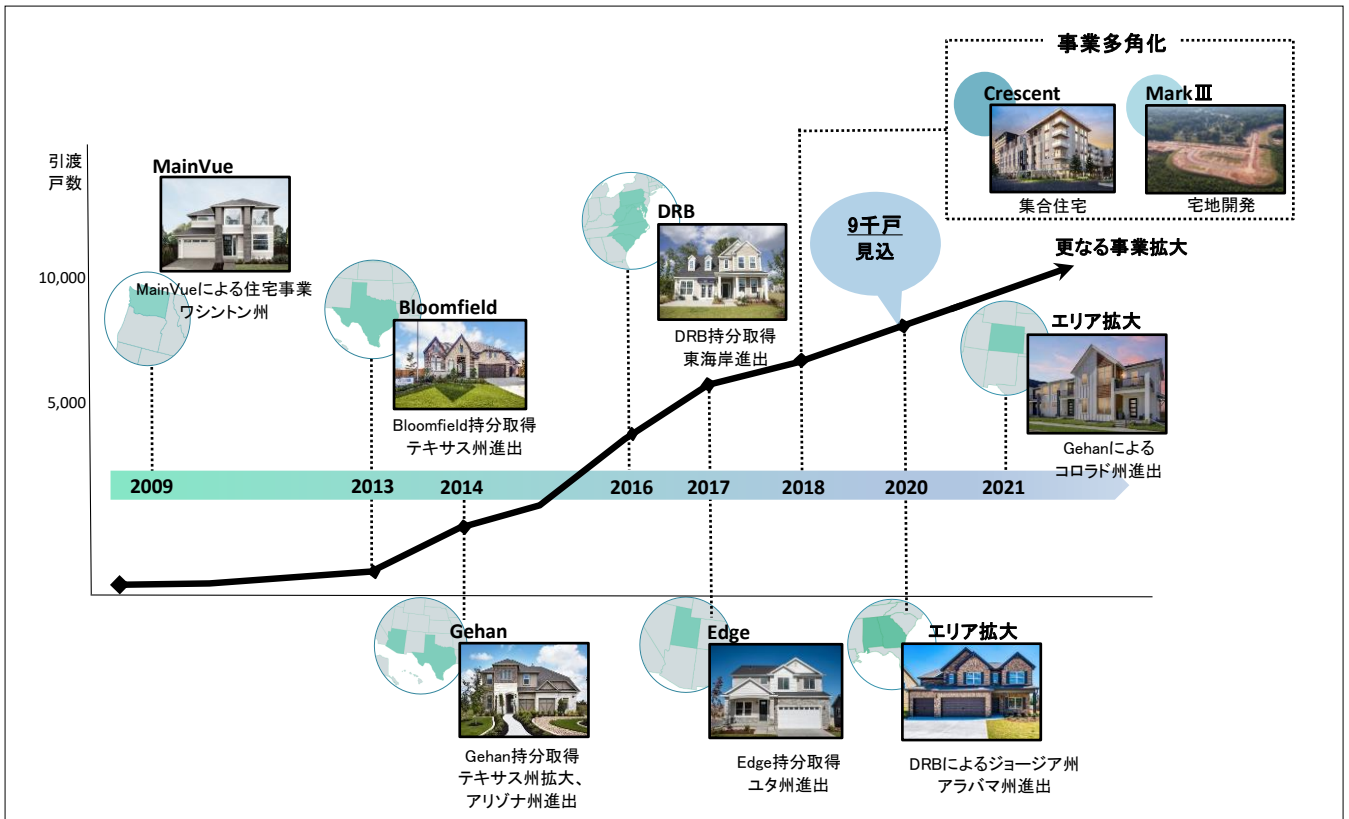 事業多角化
Crescent
MarkⅢ
集合住宅
宅地開発
引渡
戸数
10,000
5,000
MainVue
MainVueによる住宅事業
ワシントン州
Bloomfield
Bloomfield持分取得
テキサス州進出
DRB
DRB持分取得
東海岸進出
9千戸
見込
更なる事業拡大
エリア拡大
Gehanによる
コロラド州進出
2009
2013
2014
2016
2017
2018
2020
2021
Gehan
Gehan持分取得
テキサス州拡大、
アリゾナ州進出
Edge
Edge持分取得
ユタ州進出
エリア拡大
DRBによるジョージア州
アラバマ州進出